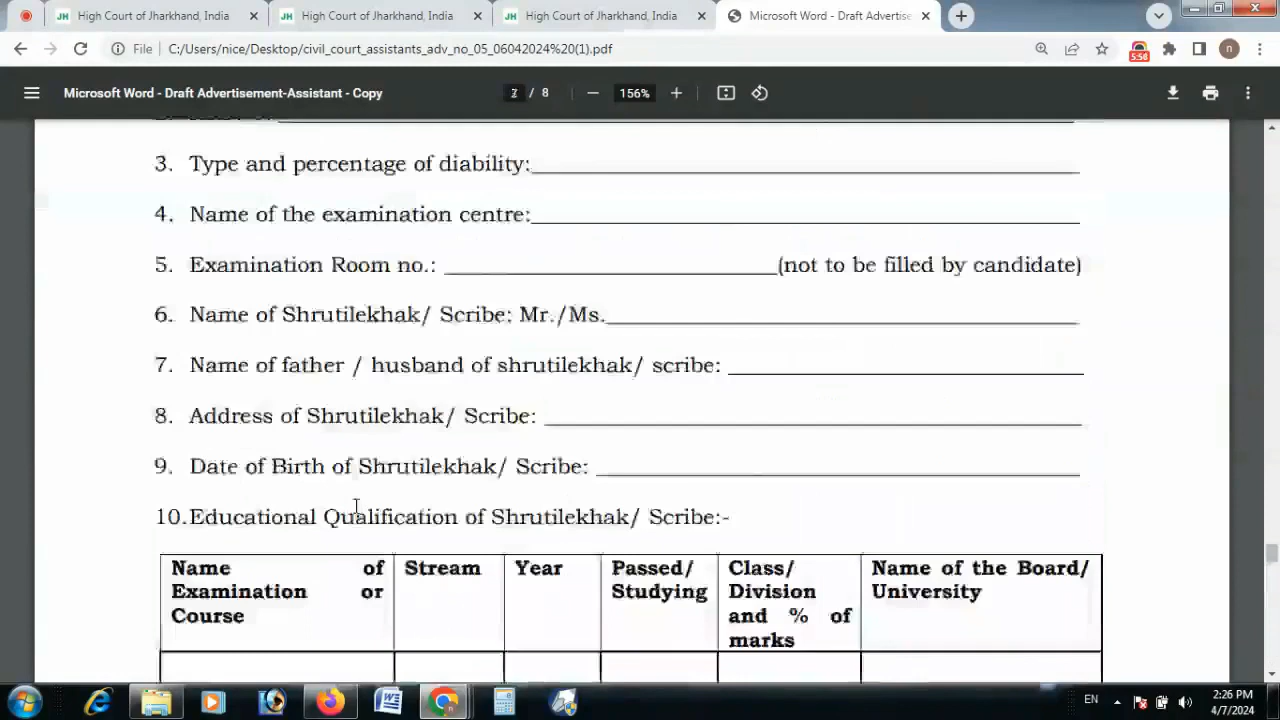 High Court of Jharkhand, India
High Court of Jharkhand, India
High Court of Jharkhand, India
Microsoft Word - Draft Advertise
File
C:/Users/nice/Desktop/civil_court_assistants_adv_no_05_06042024%20(1).pdf
5:56
n
Microsoft Word - Draft Advertisement-Assistant - Copy
/ 8
156%
3. Type and percentage of diability:
4. Name of the examination centre:
5. Examination Room no.: (not to be filled by candidate)
6. Name of Shrutilekhak/ Scribe: Mr./Ms.
7. Name of father / husband of shrutilekhak/ scribe:
8. Address of Shrutilekhak/ Scribe:
9. Date of Birth of Shrutilekhak/ Scribe:
10. Educational Qualification of Shrutilekhak/ Scribe:-
Name of Examination or Course
Stream
Year
Passed/ Studying
Class/ Division and % of marks
Name of the Board/ University
EN
2:26 PM
4/7/2024